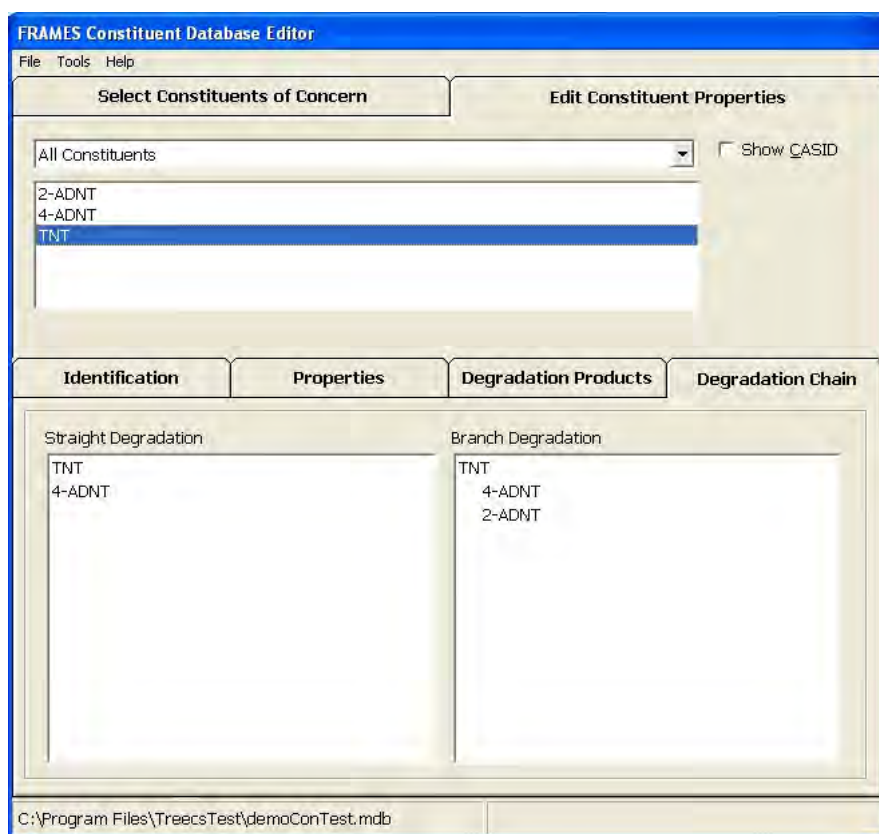 FRAMES Constituent Database Editor
File Tools Help
Select Constituents of Concern Edit Constituent Properties
All Constituents Show CASID
2-ADNT
4-ADNT
TNT
Identification Properties Degradation Products Degradation Chain
Straight Degradation Branch Degradation
TNT TNT
4-ADNT 4-ADNT
2-ADNT
C:\Program Files\TreecsTest\demoConTest.mdb